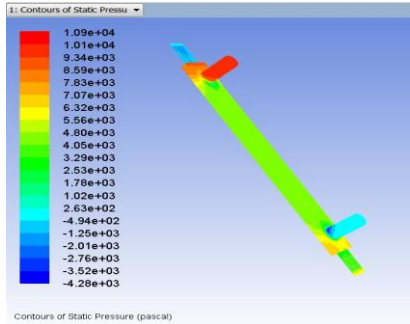 1: Contours of Static Pressu
1.09e+04
1.01e+04
9.34e+03
8.59e+03
7.83e+03
7.07e+03
6.32e+03
5.56e+03
4.80e+03
4.05e+03
3.29e+03
2.53e+03
1.78e+03
1.02e+03
2.63e+02
-4.94e+02
-1.25e+03
-2.01e+03
-2.76e+03
-3.52e+03
-4.28e+03
Contours of Static Pressure (pascal)